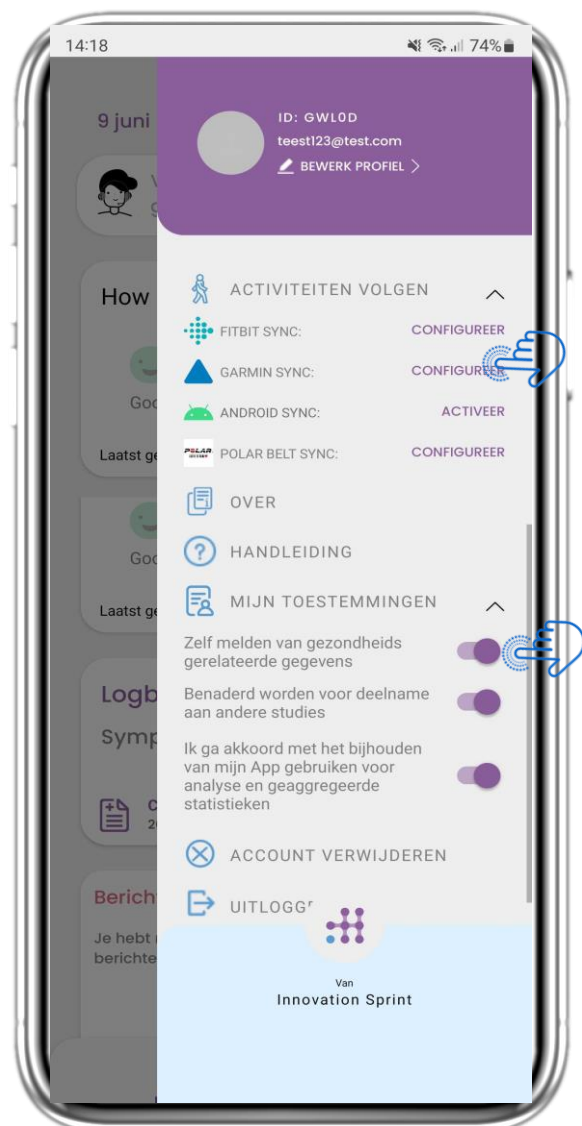 14:18
74%
9 juni
ID: GWL0D
teest123@test.com
BEWERK PROFIEL
How
ACTIVITEITEN VOLGEN
FITBIT SYNC: CONFIGUREER
GARMIN SYNC: CONFIGUREER
Goo
ANDROID SYNC: ACTIVEER
Laatst ge
POLAR BELT SYNC: CONFIGUREER
OVER
Goo
HANDLEIDING
Laatst ge
MIJN TOESTEMMINGEN
Zelf melden van gezondheids
gerelateerde gegevens
Logb
Benaderd worden voor deelname
aan andere studies
Symp
Ik ga akkoord met het bijhouden
van mijn App gebruiken voor
analyse en geaggregeerde
statistieken
ACCOUNT VERWIJDEREN
Berich
UITLOGGE
Je hebt
berichte
Van
Innovation Sprint